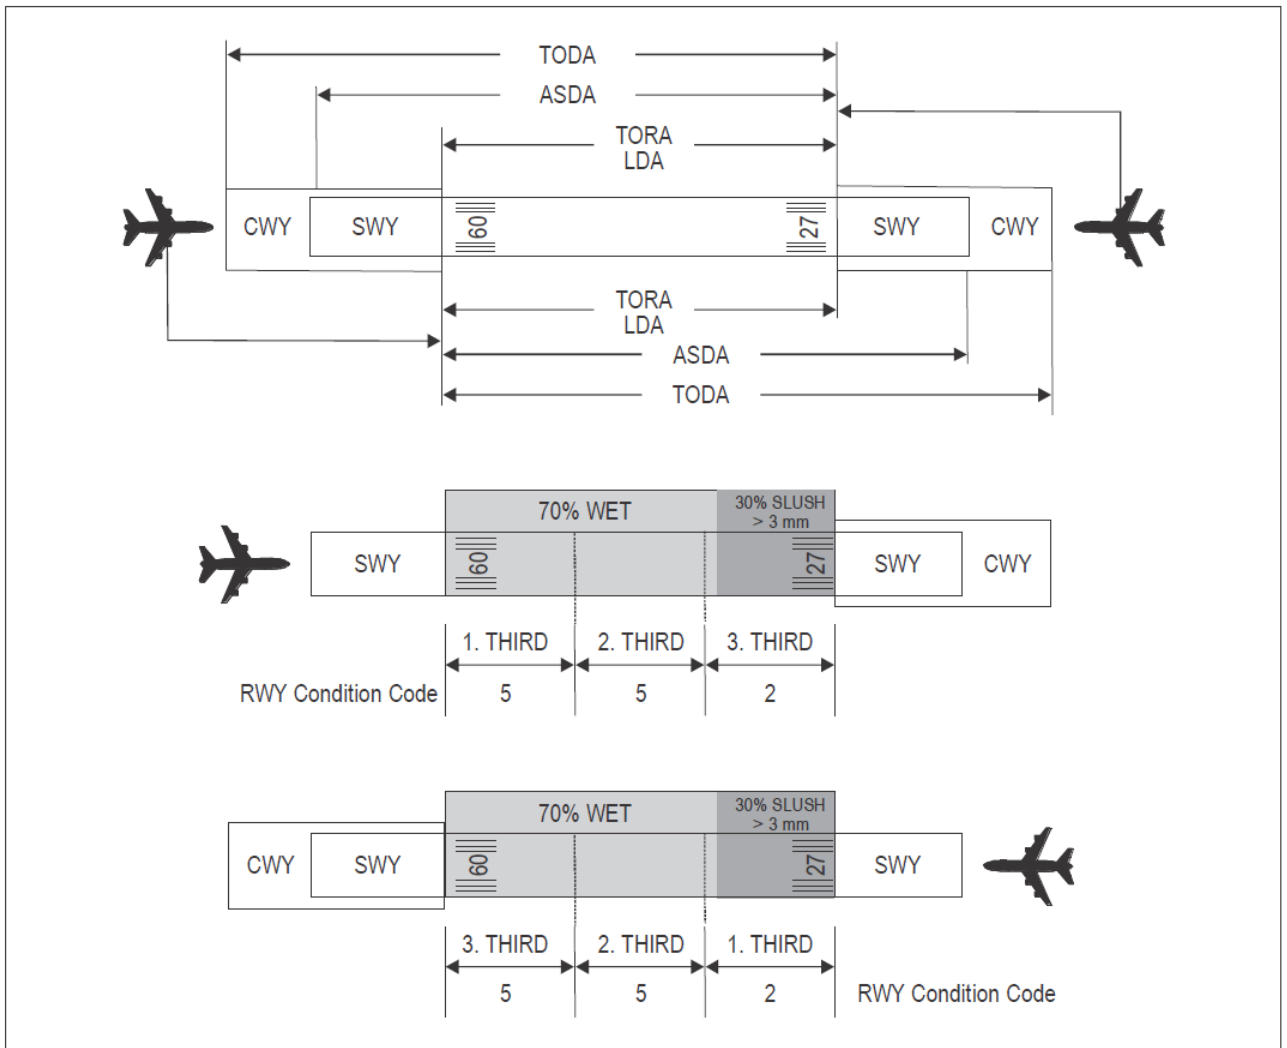 TODA
ASDA
TORA
LDA
CWY
SWY
09
27
SWY
CWY
TORA
LDA
ASDA
TODA
70% WET
30% SLUSH
> 3 mm
SWY
09
27
SWY
CWY
1. THIRD
2. THIRD
3. THIRD
RWY Condition Code
5
5
2
70% WET
30% SLUSH
> 3 mm
CWY
SWY
09
27
SWY
3. THIRD
2. THIRD
1. THIRD
5
5
2
RWY Condition Code